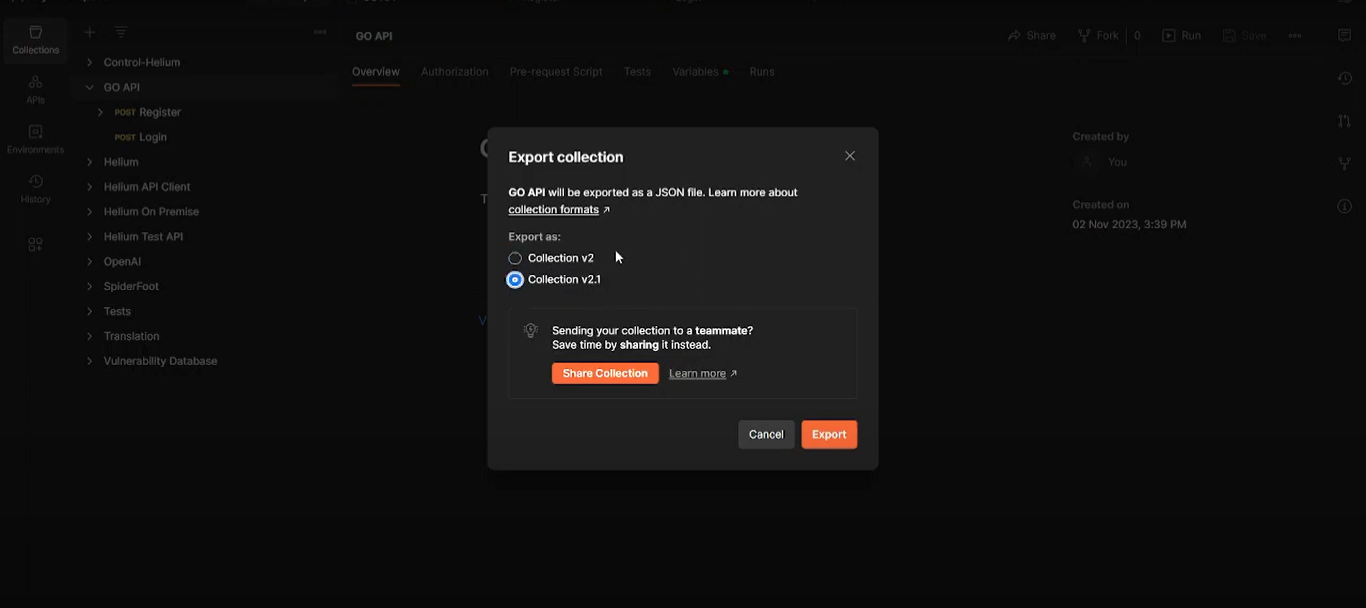 Collections
APIs
Environments
History
Control-Helium
GO API
POST Register
POST Login
Helium
Helium API Client
Helium On Premise
Helium Test API
OpenAI
SpiderFoot
Tests
Translation
Vulnerability Database
GO API
Share
Fork
0
Run
Save
Overview
Authorization
Pre-request Script
Tests
Variables
Runs
Export collection
GO API will be exported as a JSON file. Learn more about
collection formats ↗
Export as:
Collection v2
Collection v2.1
Sending your collection to a teammate?
Save time by sharing it instead.
Share Collection
Learn more ↗
Cancel
Export
Created by
You
Created on
02 Nov 2023, 3:39 PM